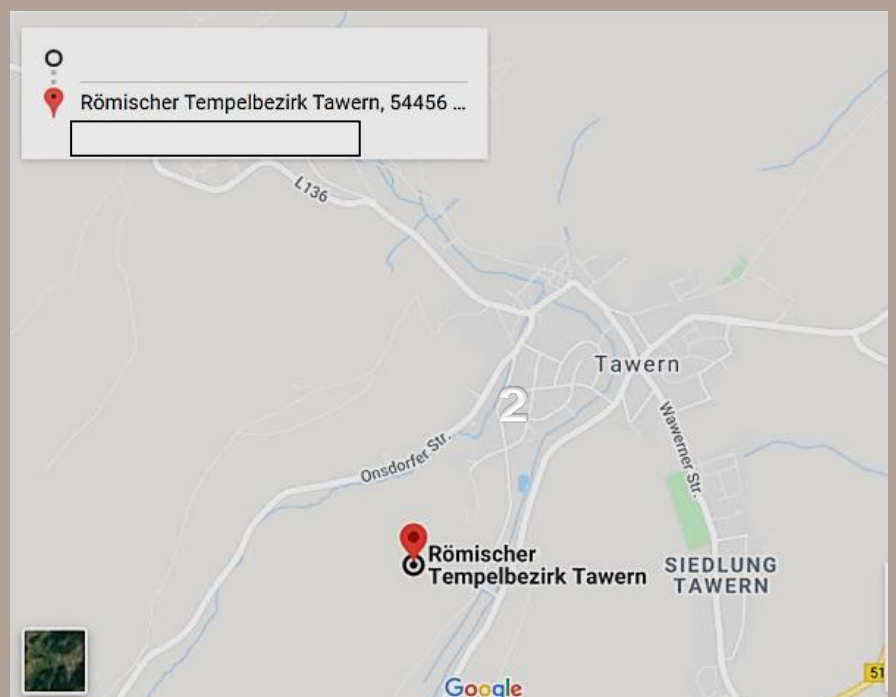 Römischer Tempelbezirk Tawern, 54456 ...
L136
Tawern
2
Wawerner Str.
Onsdorfer Str.
Römischer
Tempelbezirk Tawern
SIEDLUNG
TAWERN
51
Google